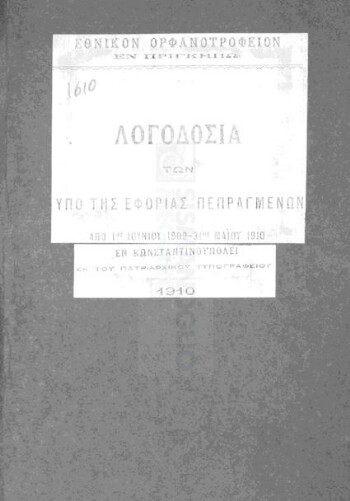 ΕΘΝΙΚΟΝ ΟΡΦΑΝΟΤΡΟΦΕΙΟΝ
ΕΝ ΠΡΙΓΚΗΠΩ
1610
ΛΟΓΟΔΟΣΙΑ
ΤΩΝ
ΥΠΟ ΤΗΣ ΕΦΟΡΙΑΣ ΠΕΠΡΑΓΜΕΝΩΝ
ΑΠΟ 1ης ΙΟΥΝΙΟΥ 1909-31ης ΜΑΪΟΥ 1910
ΕΝ ΚΩΝΣΤΑΝΤΙΝΟΥΠΟΛΕΙ
ΕΚ ΤΟΥ ΠΑΤΡΙΑΡΧΙΚΟΥ ΤΥΠΟΓΡΑΦΕΙΟΥ
1910